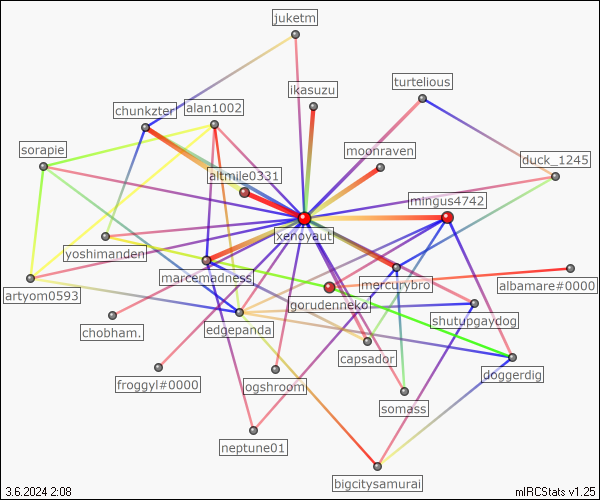 juketm
ikasuzu
turtelious
chunkzter
alan1002
sorapie
moonraven
duck_1245
altmile0331
mingus4742
xenoyaut
yoshimanden
marcemadness
mercurybro
albamare#0000
artyom0593
gorudenneko
shutupgaydog
chobham.
edgepanda
capsador
doggerdig
froggyl#0000
ogshroom
somass
neptune01
bigcitysamurai
3.6.2024 2:08
mIRCStats v1.25